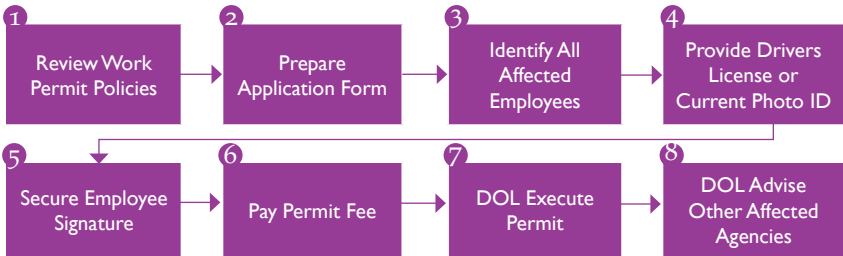 1
Review Work
Permit Policies
2
Prepare
Application Form
3
Identify All
Affected
Employees
4
Provide Drivers
License or
Current Photo ID
5
Secure Employee
Signature
6
Pay Permit Fee
7
DOL Execute
Permit
8
DOL Advise
Other Affected
Agencies